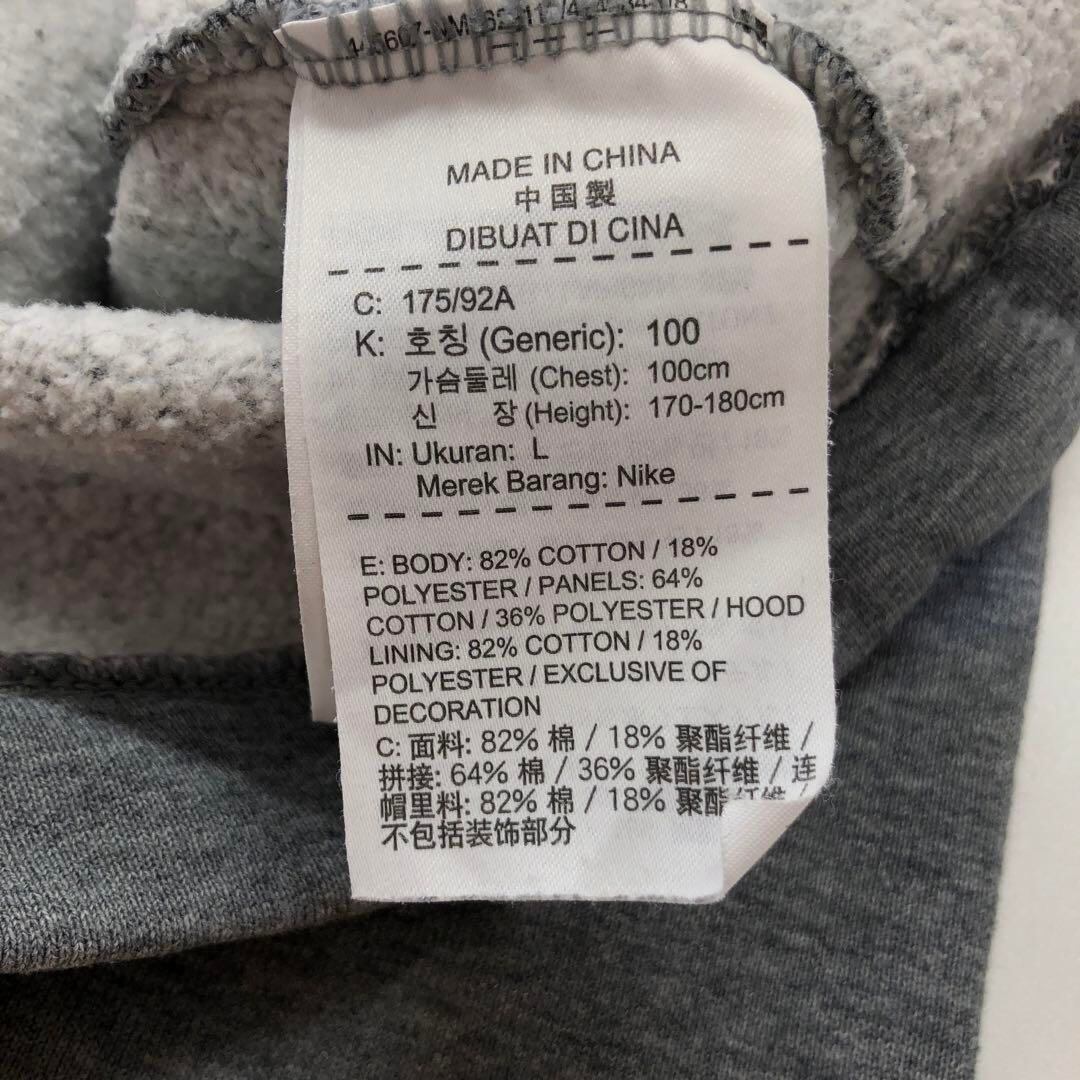 MADE IN CHINA
中国製
DIBUAT DI CINA
C: 175/92A
K: 호칭 (Generic): 100
가슴둘레 (Chest): 100cm
신 장 (Height): 170-180cm
IN: Ukuran: L
Merek Barang: Nike
E: BODY: 82% COTTON / 18%
POLYESTER / PANELS: 64%
COTTON / 36% POLYESTER / HOOD
LINING: 82% COTTON / 18%
POLYESTER / EXCLUSIVE OF
DECORATION
C: 面料: 82% 棉 / 18% 聚酯纤维 /
拼接: 64% 棉 / 36% 聚酯纤维 / 连
帽里料: 82% 棉 / 18% 聚酯纤维 /
不包括装饰部分